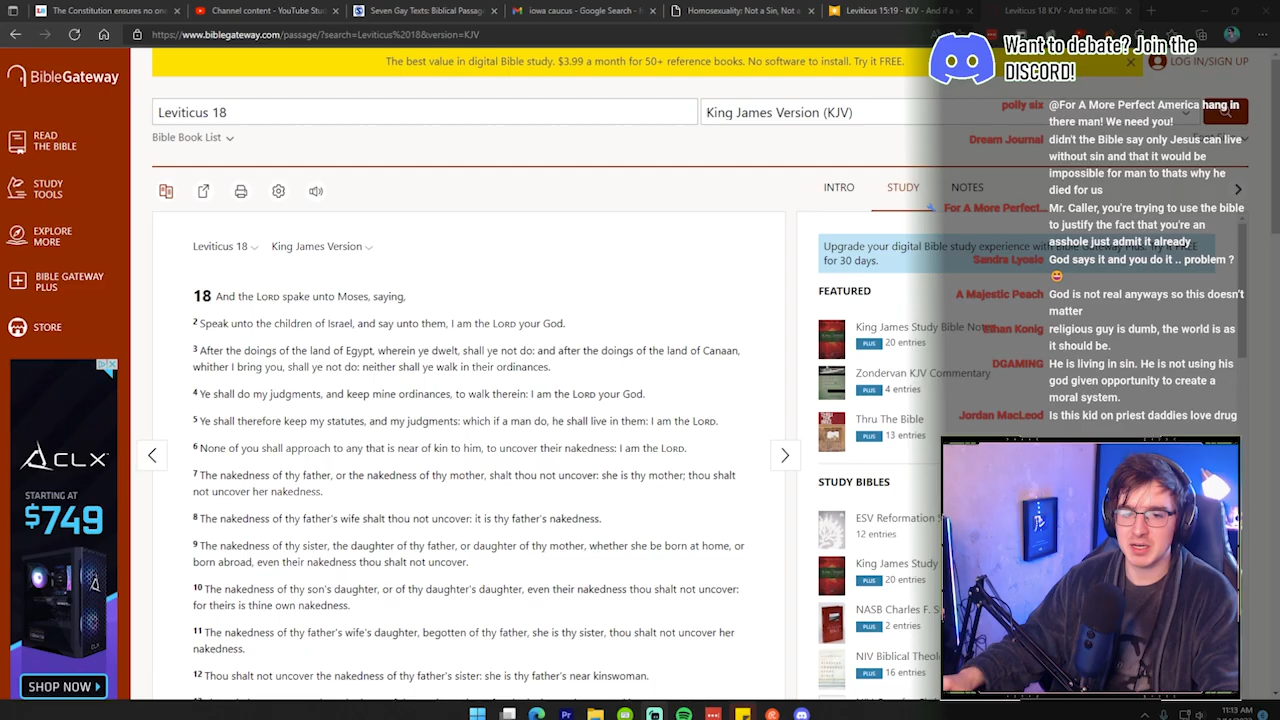 The Constitution ensures no one
Channel content - YouTube Stu
Seven Gay Texts: Biblical Passag
iowa caucus - Google Search -
Homosexuality: Not a Sin, Not a
Leviticus 15:19 - KJV - And if a
Leviticus 18 KJV - And the LORD
https://www.biblegateway.com/passage/?search=Leviticus%2018&version=KJV
The best value in digital Bible study. $3.99 a month for 50+ reference books. No software to install. Try it FREE.
LOG IN/SIGN UP
BibleGateway
Want to debate? Join the
DISCORD!
Leviticus 18
King James Version (KJV)
Bible Book List
READ
THE BIBLE
STUDY
TOOLS
EXPLORE
MORE
BIBLE GATEWAY
PLUS
STORE
CLX
STARTING AT
$749
SHOP NOW
Leviticus 18
King James Version
18 And the LORD spake unto Moses, saying,
2 Speak unto the children of Israel, and say unto them, I am the LORD your God.
3 After the doings of the land of Egypt, wherein ye dwelt, shall ye not do: and after the doings of the land of Canaan,
whither I bring you, shall ye not do: neither shall ye walk in their ordinances.
4 Ye shall do my judgments, and keep mine ordinances, to walk therein: I am the LORD your God.
5 Ye shall therefore keep my statutes, and my judgments: which if a man do, he shall live in them: I am the LORD.
6 None of you shall approach to any that is near of kin to him, to uncover their nakedness: I am the LORD.
7 The nakedness of thy father, or the nakedness of thy mother, shalt thou not uncover: she is thy mother; thou shalt
not uncover her nakedness.
8 The nakedness of thy father's wife shalt thou not uncover: it is thy father's nakedness.
9 The nakedness of thy sister, the daughter of thy father, or daughter of thy mother, whether she be born at home, or
born abroad, even their nakedness thou shalt not uncover.
10 The nakedness of thy son's daughter, or of thy daughter's daughter, even their nakedness thou shalt not uncover:
for theirs is thine own nakedness.
11 The nakedness of thy father's wife's daughter, begotten of thy father, she is thy sister, thou shalt not uncover her
nakedness.
12 Thou shalt not uncover the nakedness of thy father's sister: she is thy father's near kinswoman.
INTRO
STUDY
NOTES
Upgrade your digital Bible study experience with Bible Gateway Plus. Try it FREE
for 30 days.
FEATURED
King James Study Bible Notes
PLUS 20 entries
Zondervan KJV Commentary
PLUS 4 entries
Thru The Bible
PLUS 13 entries
STUDY BIBLES
ESV Reformation
12 entries
King James Study
PLUS 20 entries
NASB Charles F. S
PLUS 2 entries
NIV Biblical Theol
PLUS 16 entries
polly six @For A More Perfect America hang in
there man! We need you!
Dream Journal didn't the Bible say only Jesus can live
without sin and that it would be
impossible for man to thats why he
died for us
For A More Perfect... Mr. Caller, you're trying to use the bible
to justify the fact that you're an
asshole just admit it already
Sandra Lyosie God says it and you do it .. problem ?
A Majestic Peach God is not real anyways so this doesn't
matter
Ethan Konig religious guy is dumb, the world is as
it should be.
DGAMING He is living in sin. He is not using his
god given opportunity to create a
moral system.
Jordan MacLeod Is this kid on priest daddies love drug
11:13 AM